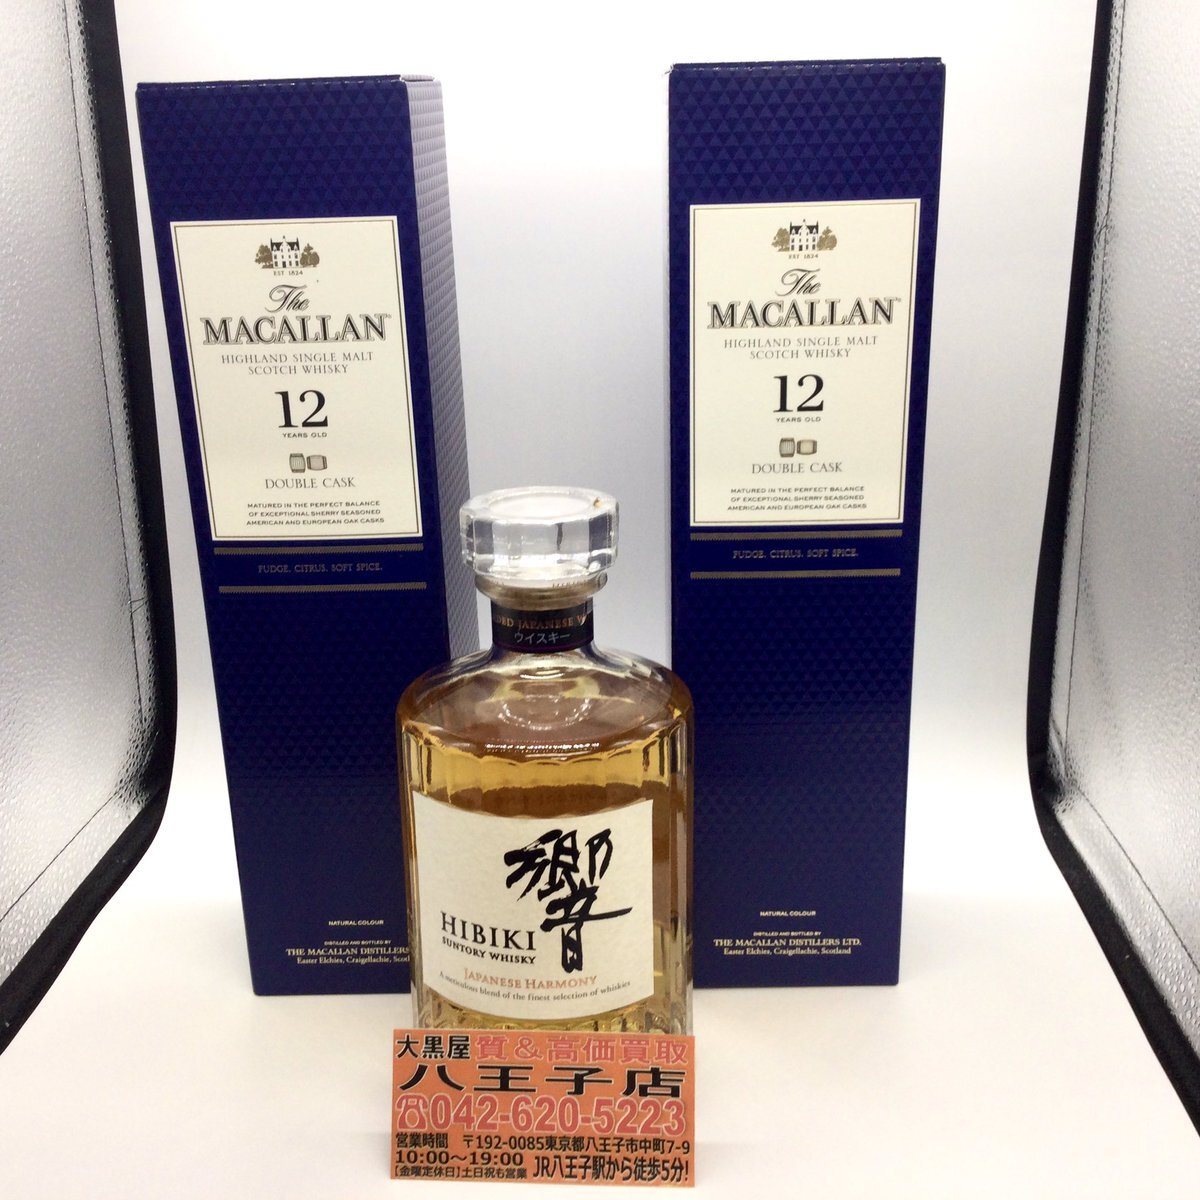 EST 1824
The
MACALLAN
HIGHLAND SINGLE MALT
SCOTCH WHISKY
12
YEARS OLD
DOUBLE CASK
MATURED IN THE PERFECT BALANCE
OF EXCEPTIONAL SHERRY SEASONED
AMERICAN AND EUROPEAN OAK CASKS
FUDGE. CITRUS. SOFT SPICE.
NATURAL COLOUR
DISTILLED AND BOTTLED BY
THE MACALLAN DISTILLERS
Easter Elchies, Craigellachie,
EST 1824
The
MACALLAN
HIGHLAND SINGLE MALT
SCOTCH WHISKY
12
YEARS OLD
DOUBLE CASK
MATURED IN THE PERFECT BALANCE
OF EXCEPTIONAL SHERRY SEASONED
AMERICAN AND EUROPEAN OAK CASKS
FUDGE. CITRUS. SOFT SPICE.
NATURAL COLOUR
DISTILLED AND BOTTLED BY
THE MACALLAN DISTILLERS LTD.
Easter Elchies, Craigellachie, Scotland
JAPANESE
ウイスキー
響
HIBIKI
SUNTORY WHISKY
JAPANESE HARMONY
A meticulous blend of the finest selection of whiskies
大黒屋 質&高価買取
八王子店
☎042-620-5223
営業時間 〒192-0085東京都八王子市中町7-9
10:00～19:00 JR八王子駅から徒歩5分!
【金曜定休日】土日祝も営業